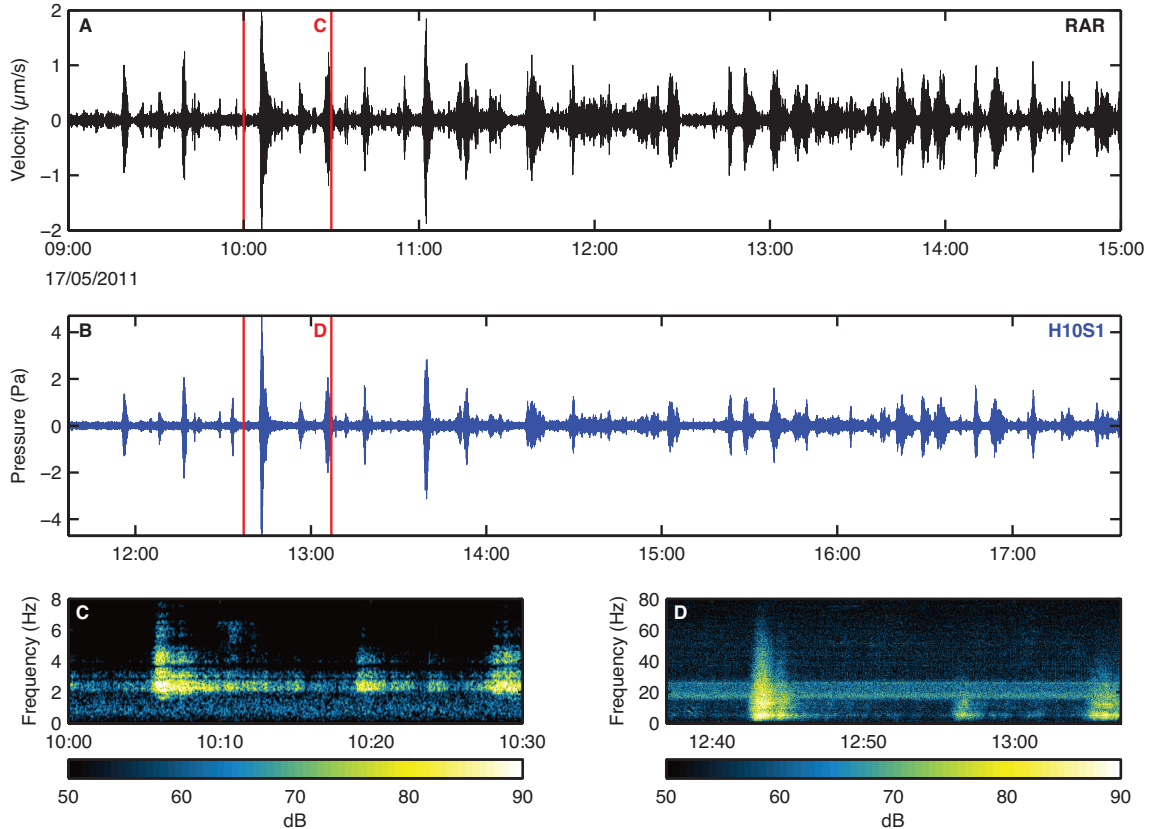 A C RAR
2
1
0
−1
−2
Velocity (µm/s)
09:00 10:00 11:00 12:00 13:00 14:00 15:00
17/05/2011
B D H10S1
4
2
0
−2
−4
Pressure (Pa)
12:00 13:00 14:00 15:00 16:00 17:00
C
8
6
4
2
0
Frequency (Hz)
10:00 10:10 10:20 10:30
50 60 70 80 90
dB
D
80
60
40
20
0
Frequency (Hz)
12:40 12:50 13:00
50 60 70 80 90
dB